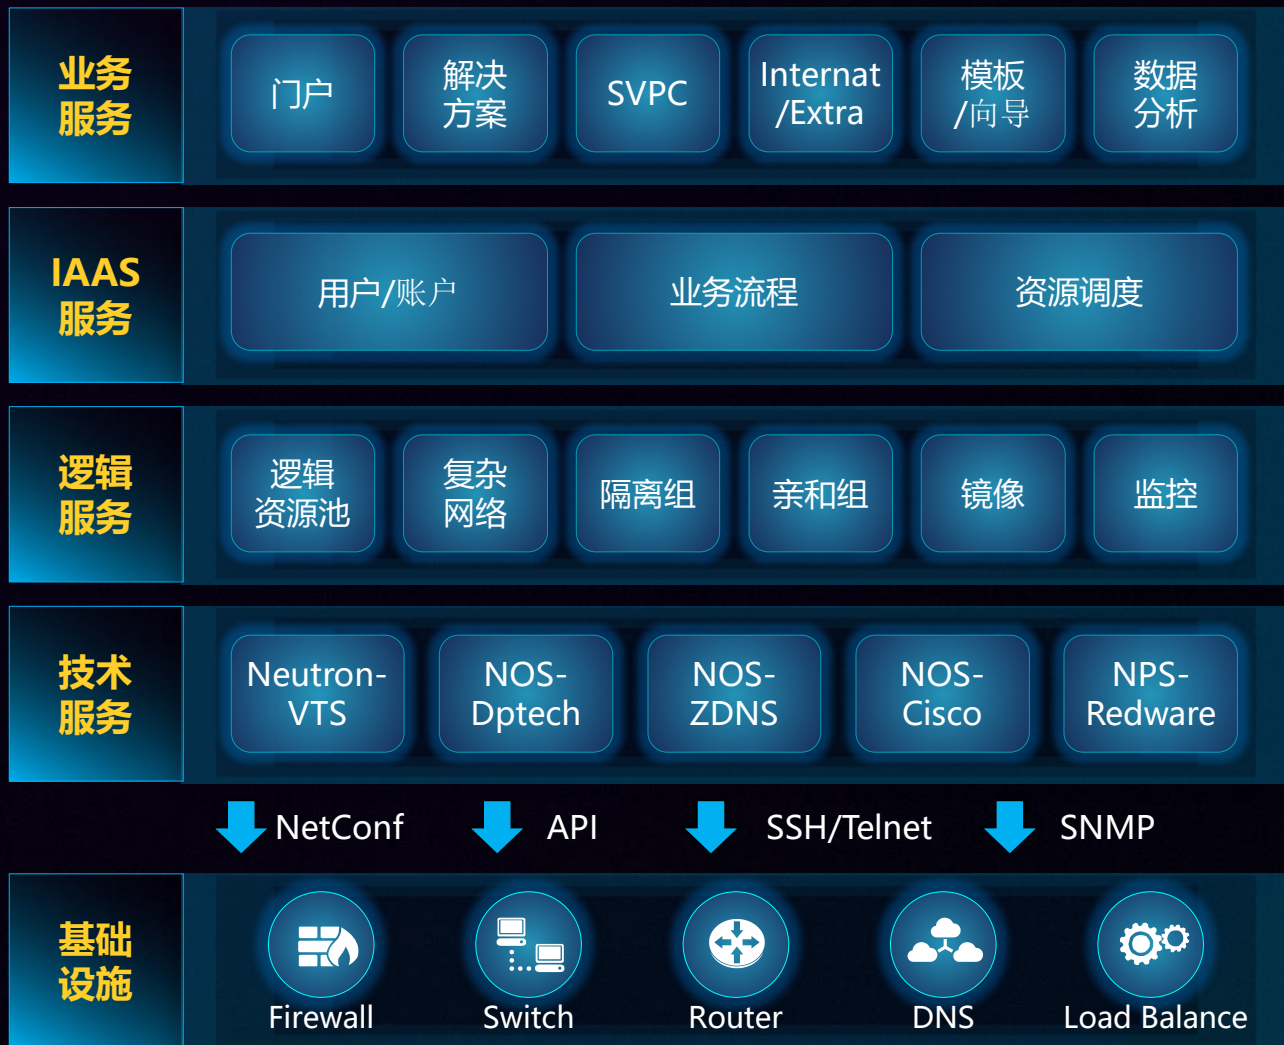 业务
服务
门户
解决
方案
SVPC
Internat
/Extra
模板
/向导
数据
分析
IAAS
服务
用户/账户
业务流程
资源调度
逻辑
服务
逻辑
资源池
复杂
网络
隔离组
亲和组
镜像
监控
技术
服务
Neutron-
VTS
NOS-
Dptech
NOS-
ZDNS
NOS-
Cisco
NPS-
Redware
NetConf
API
SSH/Telnet
SNMP
基础
设施
Firewall
Switch
Router
DNS
Load Balance